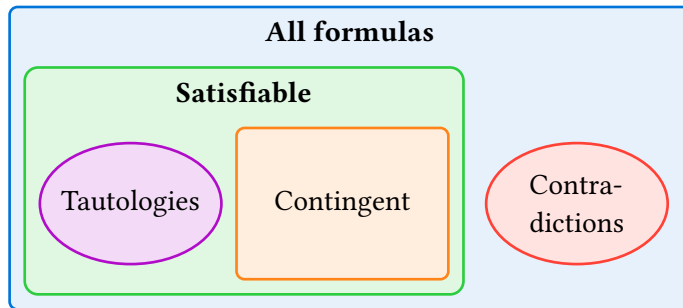 All formulas
Satisfiable
Tautologies
Contingent
Contra-
dictions